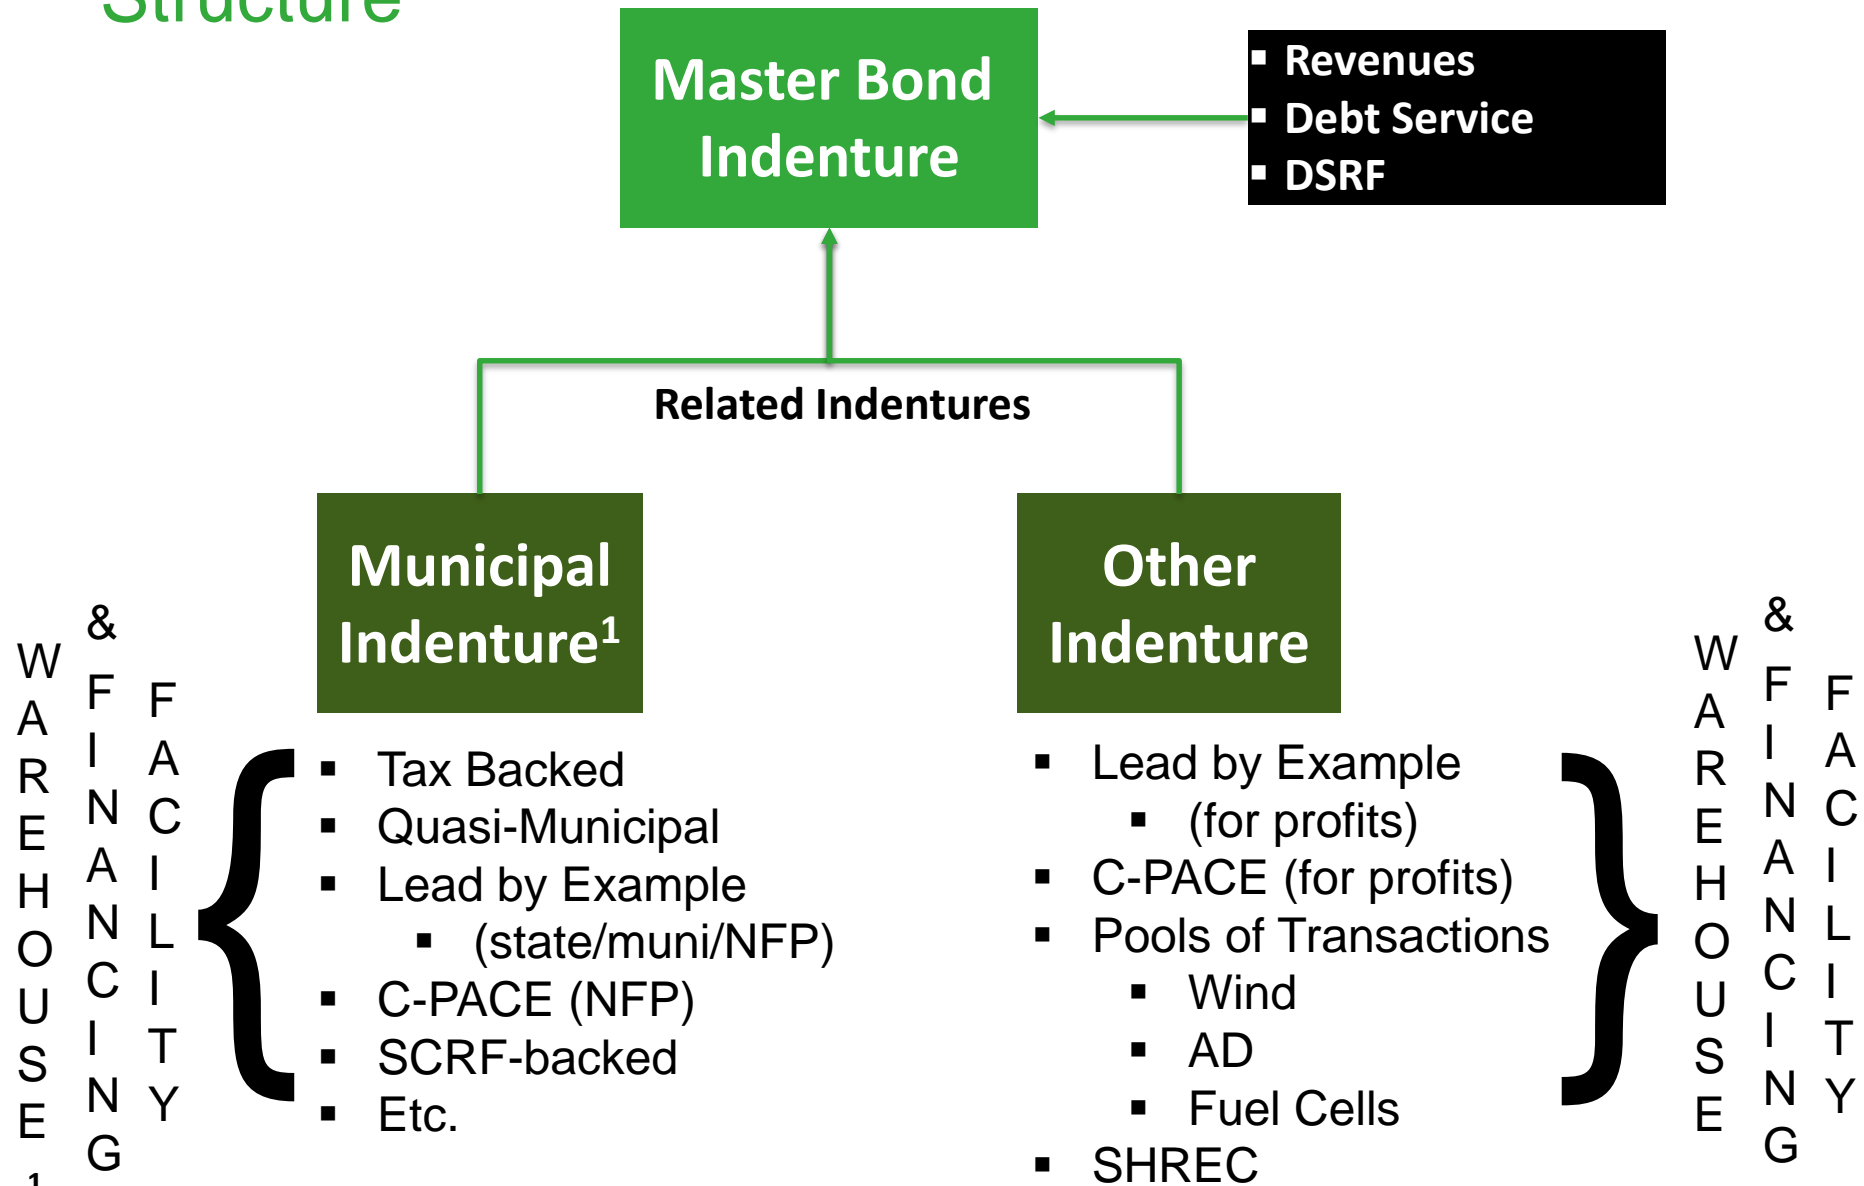 Structure
Master Bond
Indenture
▪ Revenues
▪ Debt Service
▪ DSRF
Related Indentures
Municipal
Indenture¹
Other
Indenture
WAREHOUSE
& FINANCING
FACILITY
▪ Tax Backed
▪ Quasi-Municipal
▪ Lead by Example
▪ (state/muni/NFP)
▪ C-PACE (NFP)
▪ SCRF-backed
▪ Etc.
▪ Lead by Example
▪ (for profits)
▪ C-PACE (for profits)
▪ Pools of Transactions
▪ Wind
▪ AD
▪ Fuel Cells
▪ SHREC
WAREHOUSE
& FINANCING
FACILITY
1